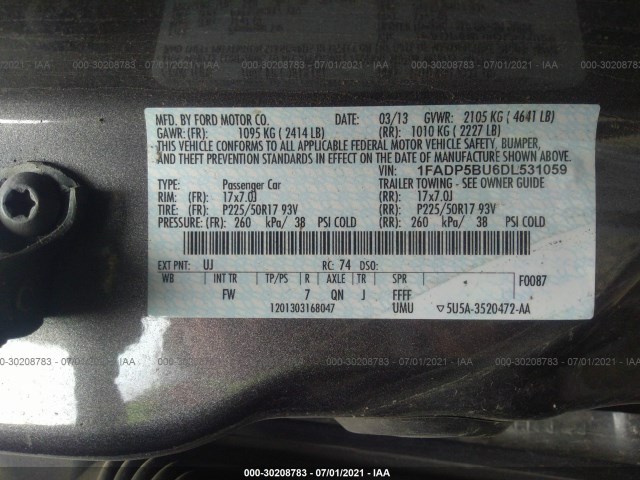 000-30208783 - 07/01/2021 - IAA
MFD. BY FORD MOTOR CO. DATE: 03/13 GVWR: 2105 KG ( 4641 LB)
GAWR: (FR): 1095 KG ( 2414 LB) (RR): 1010 KG ( 2227 LB)
THIS VEHICLE CONFORMS TO ALL APPLICABLE FEDERAL MOTOR VEHICLE SAFETY, BUMPER,
AND THEFT PREVENTION STANDARDS IN EFFECT ON THE DATE OF MANUFACTURE SHOWN ABOVE.
VIN: 1FADP5BU6DL531059
TYPE: Passenger Car TRAILER TOWING - SEE OWNER GUIDE
RIM: (FR): 17x7.0J (RR): 17x7.0J
TIRE: (FR): P225/50R17 93V (RR): P225/50R17 93V
PRESSURE: (FR): 260 kPa/ 38 PSI COLD (RR): 260 kPa/ 38 PSI COLD
EXT PNT: UJ RC: 74 DSO:
WB INT TR TP/PS R AXLE TR SPR F0087
FW 7 QN J FFFF
1201303168047 UMU ▽5U5A-3520472-AA
000-30208783 - 07/01/2021 - IAA